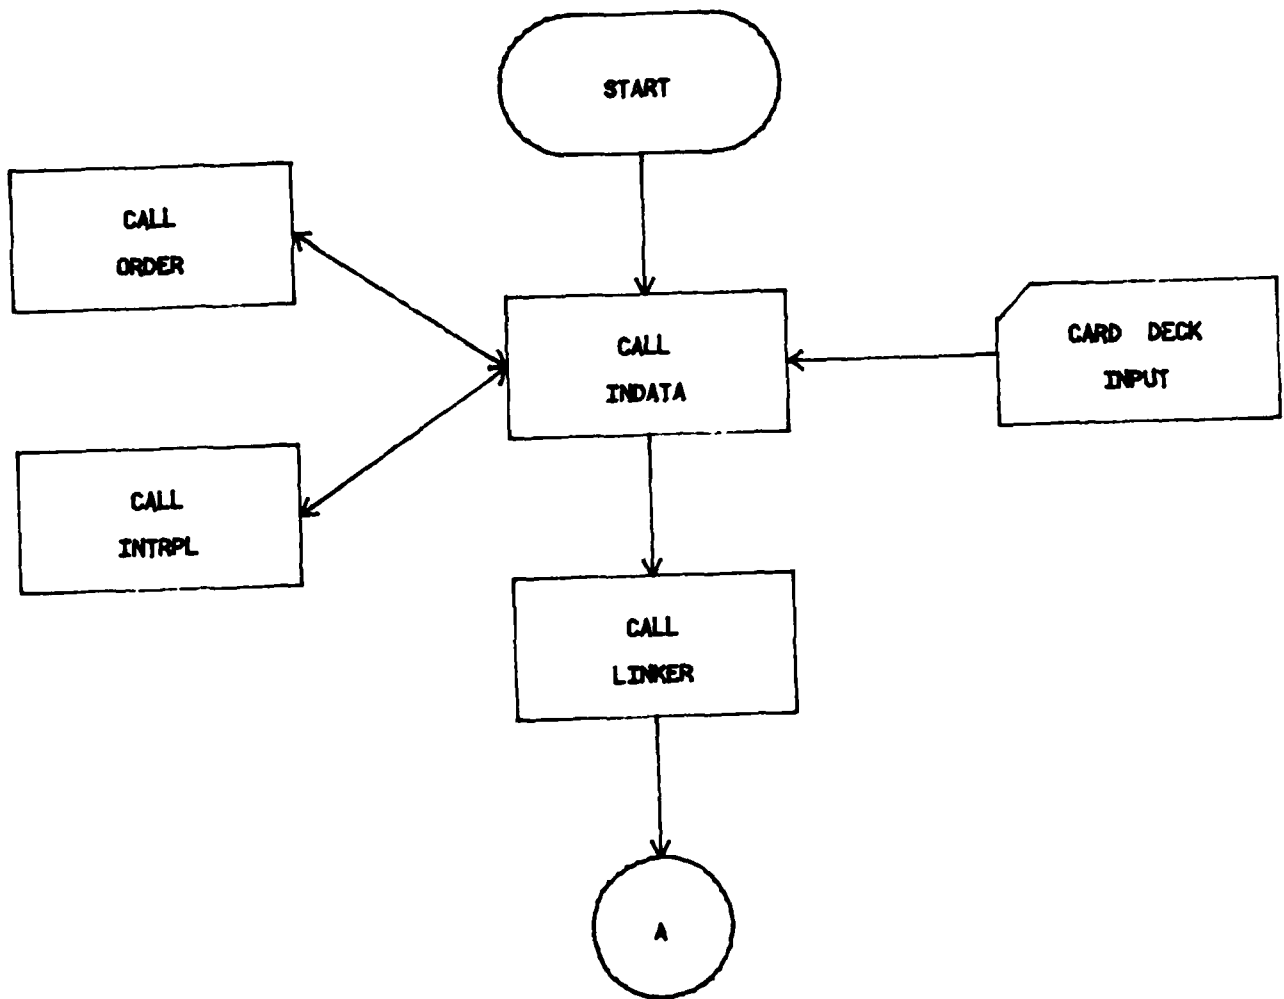 START
CALL
ORDER
CALL
INDATA
CARD DECK
INPUT
CALL
INTRPL
CALL
LINKER
A